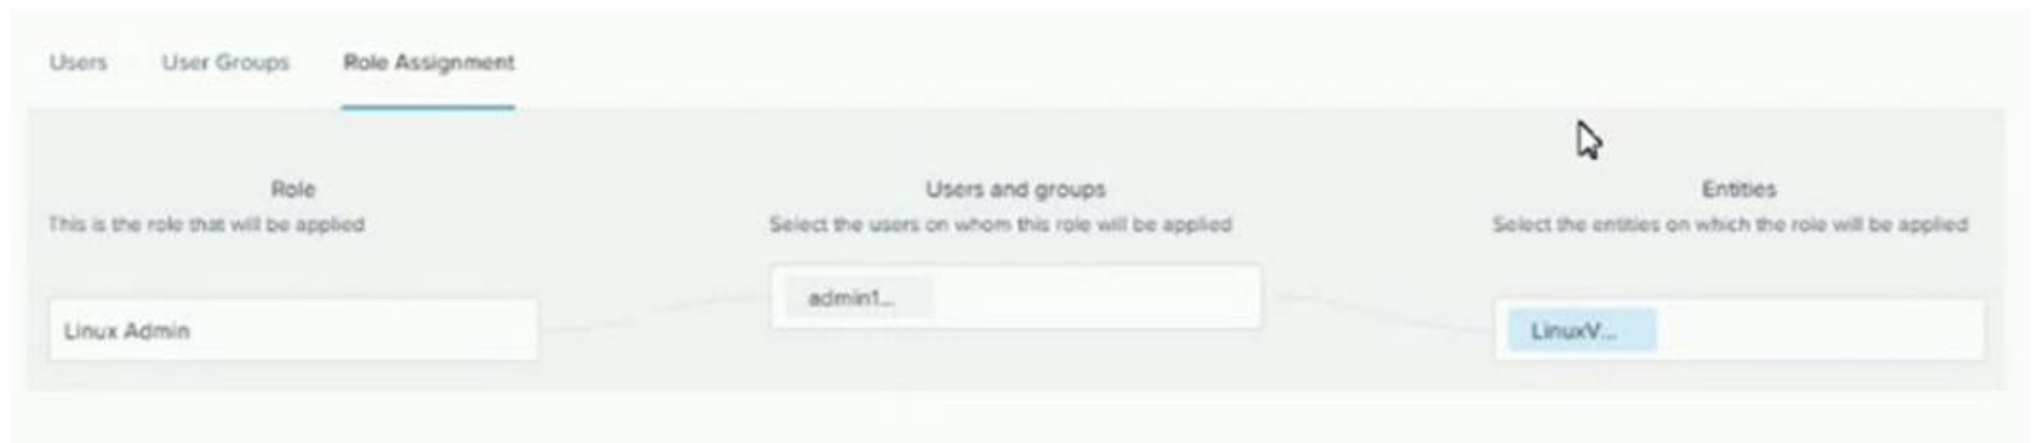 Users User Groups Role Assignment
Role Users and groups Entities
This is the role that will be applied Select the users on whom this role will be applied Select the entities on which the role will be applied
admin1...
Linux Admin LinuxV...